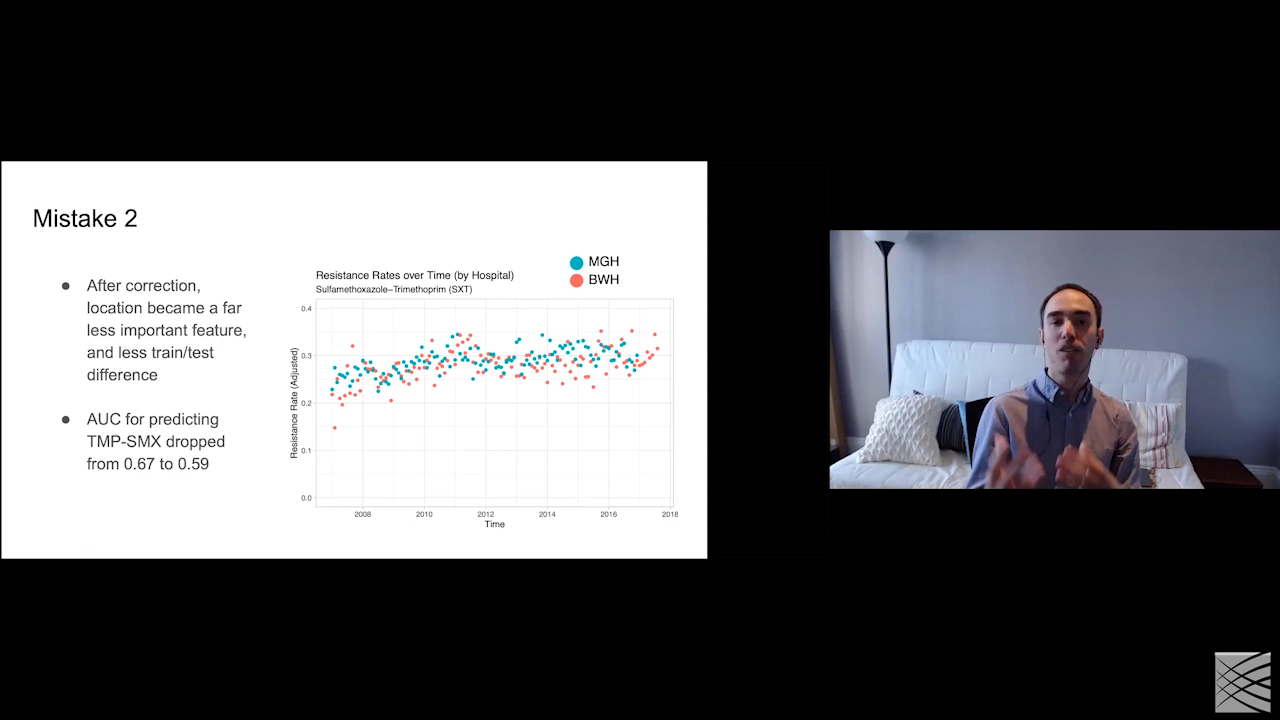 Mistake 2
● After correction,
location became a far
less important feature,
and less train/test
difference
● AUC for predicting
TMP-SMX dropped
from 0.67 to 0.59
MGH
BWH
Resistance Rates over Time (by Hospital)
Sulfamethoxazole−Trimethoprim (SXT)
Resistance Rate (Adjusted)
0.4
0.3
0.2
0.1
0.0
2008 2010 2012 2014 2016 2018
Time